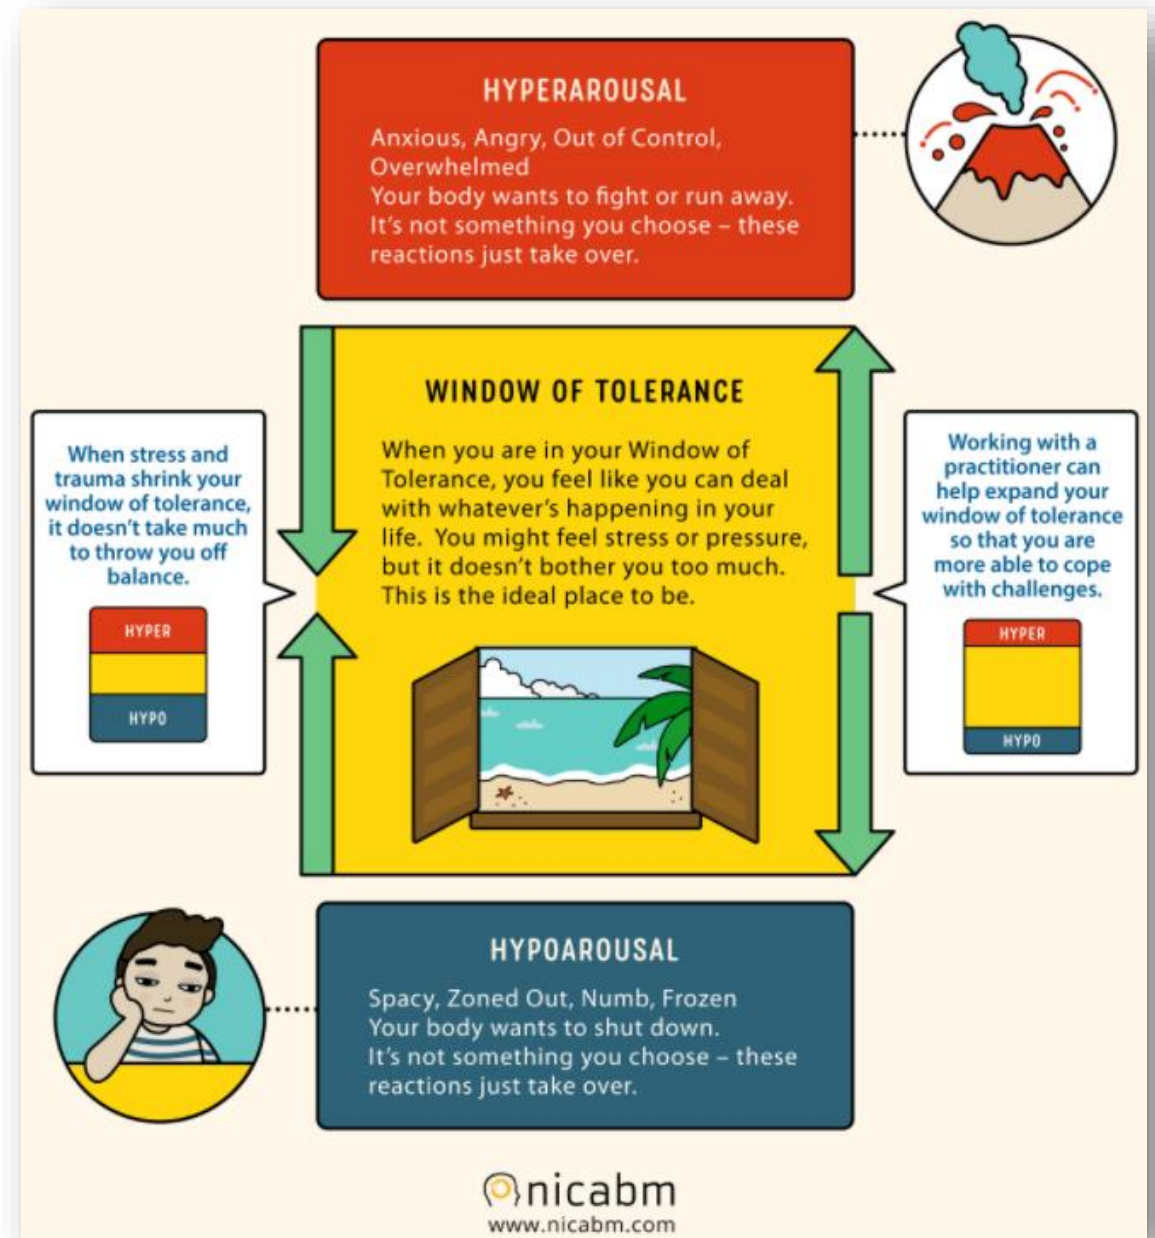 HYPERAROUSAL
Anxious, Angry, Out of Control,
Overwhelmed
Your body wants to fight or run away.
It’s not something you choose – these
reactions just take over.
WINDOW OF TOLERANCE
When you are in your Window of
Tolerance, you feel like you can deal
with whatever’s happening in your
life. You might feel stress or pressure,
but it doesn’t bother you too much.
This is the ideal place to be.
When stress and
trauma shrink your
window of tolerance,
it doesn’t take much
to throw you off
balance.
HYPER
HYPO
Working with a
practitioner can
help expand your
window of tolerance
so that you are
more able to cope
with challenges.
HYPER
HYPO
HYPOAROUSAL
Spacy, Zoned Out, Numb, Frozen
Your body wants to shut down.
It’s not something you choose – these
reactions just take over.
nicabm
www.nicabm.com